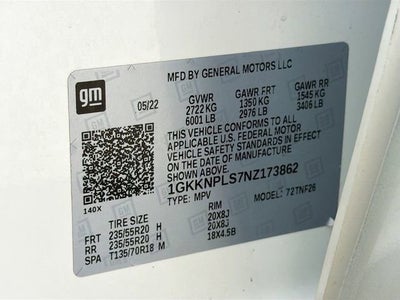 gm
MFD BY GENERAL MOTORS LLC
05/22 GVWR GAWR FRT GAWR RR
2722 KG 1350 KG 1545 KG
6001 LB 2976 LB 3406 LB
THIS VEHICLE CONFORMS TO ALL
APPLICABLE U.S. FEDERAL MOTOR
VEHICLE SAFETY STANDARDS IN EFFECT
ON THE DATE OF MANUFACTURE
SHOWN ABOVE.
1GKKNPLS7NZ173862
TYPE: MPV MODEL: 72TNF26
140X
TIRE SIZE RIM
FRT 235/55R20 H 20X8J
RR 235/55R20 H 20X8J
SPA T135/70R18 M 18X4.5B